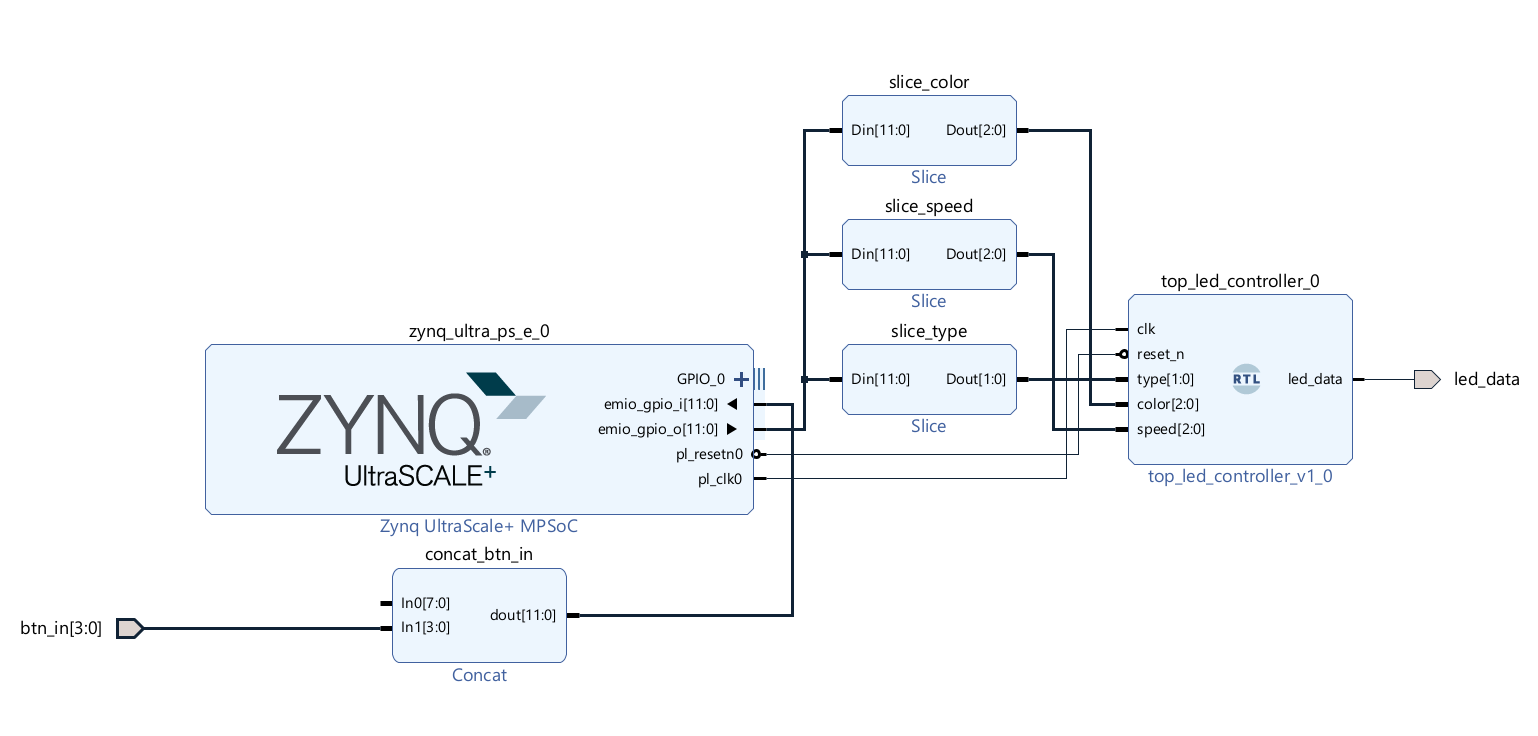 slice_color
Din[11:0] Dout[2:0]
Slice
slice_speed
Din[11:0] Dout[2:0]
Slice
slice_type
Din[11:0] Dout[1:0]
Slice
top_led_controller_0
clk
reset_n
type[1:0]
color[2:0]
speed[2:0]
RTL
led_data
top_led_controller_v1_0
led_data
zynq_ultra_ps_e_0
ZYNQ®
UltraSCALE+
GPIO_0
emio_gpio_i[11:0]
emio_gpio_o[11:0]
pl_resetn0
pl_clk0
Zynq UltraScale+ MPSoC
concat_btn_in
In0[7:0]
In1[3:0]
dout[11:0]
Concat
btn_in[3:0]